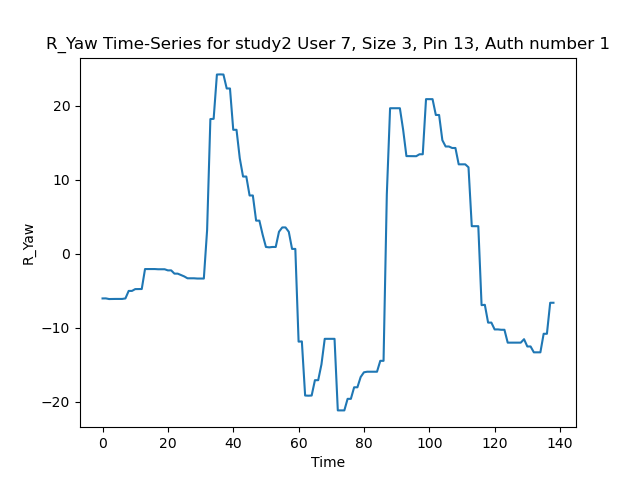 R_Yaw Time-Series for study2 User 7, Size 3, Pin 13, Auth number 1
20
10
0
−10
−20
R_Yaw
0 20 40 60 80 100 120 140
Time